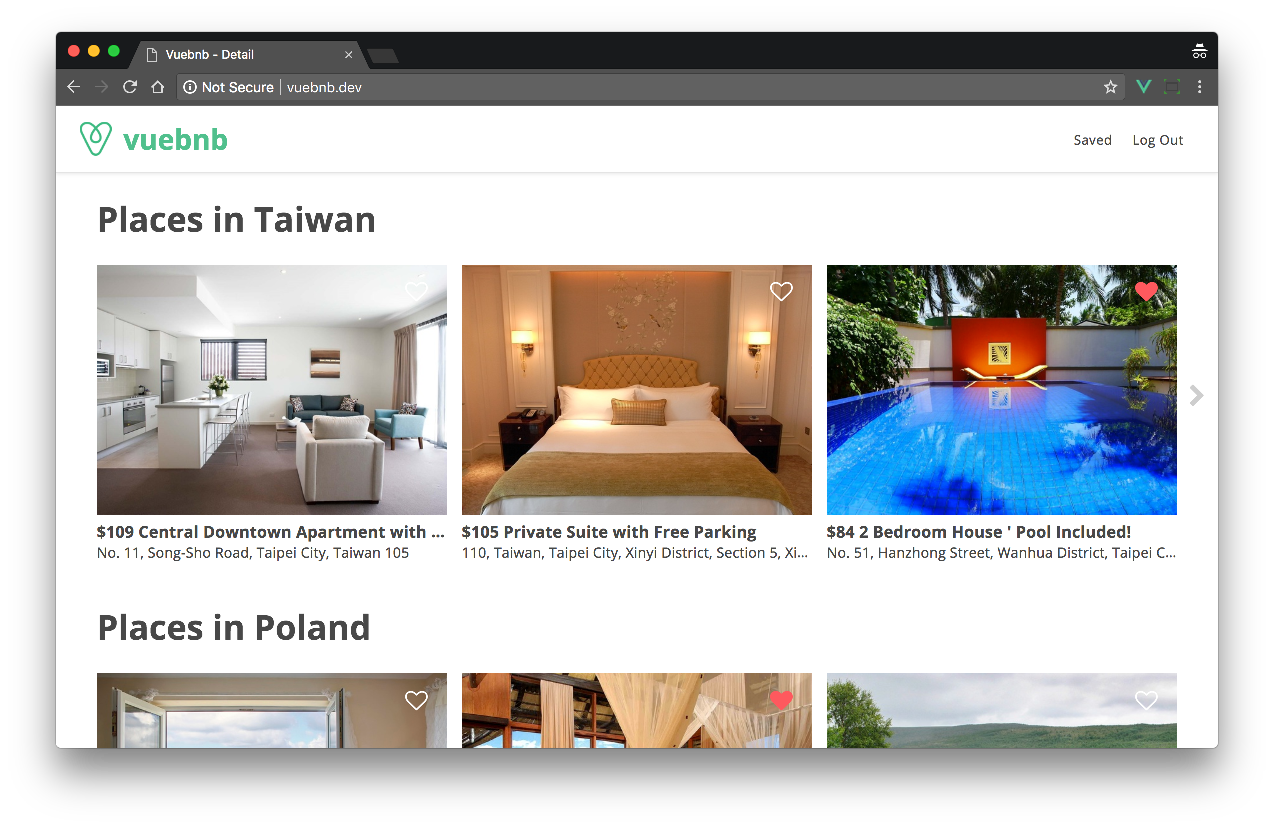 Vuebnb - Detail
Not Secure | vuebnb.dev
vuebnb
Saved
Log Out
Places in Taiwan
$109 Central Downtown Apartment with ...
No. 11, Song-Sho Road, Taipei City, Taiwan 105
$105 Private Suite with Free Parking
110, Taiwan, Taipei City, Xinyi District, Section 5, Xi...
$84 2 Bedroom House ' Pool Included!
No. 51, Hanzhong Street, Wanhua District, Taipei C...
Places in Poland